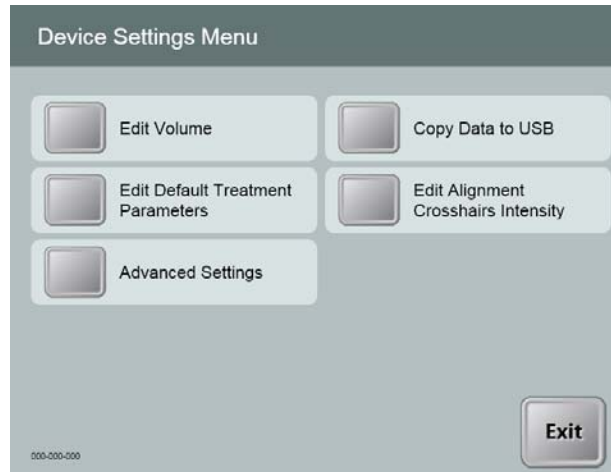 Device Settings Menu
Edit Volume
Copy Data to USB
Edit Default Treatment
Parameters
Edit Alignment
Crosshairs Intensity
Advanced Settings
Exit
000-000-000